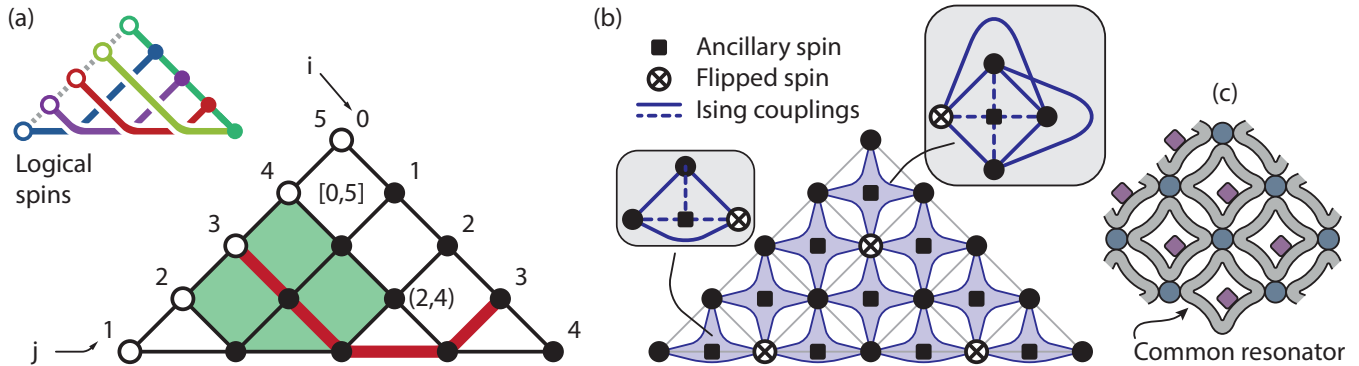 (a)
Logical
spins
i
5 0
4
1
[0,5]
3
2
2
(2,4)
3
j
1
4
(b)
Ancillary spin
Flipped spin
Ising couplings
(c)
Common resonator